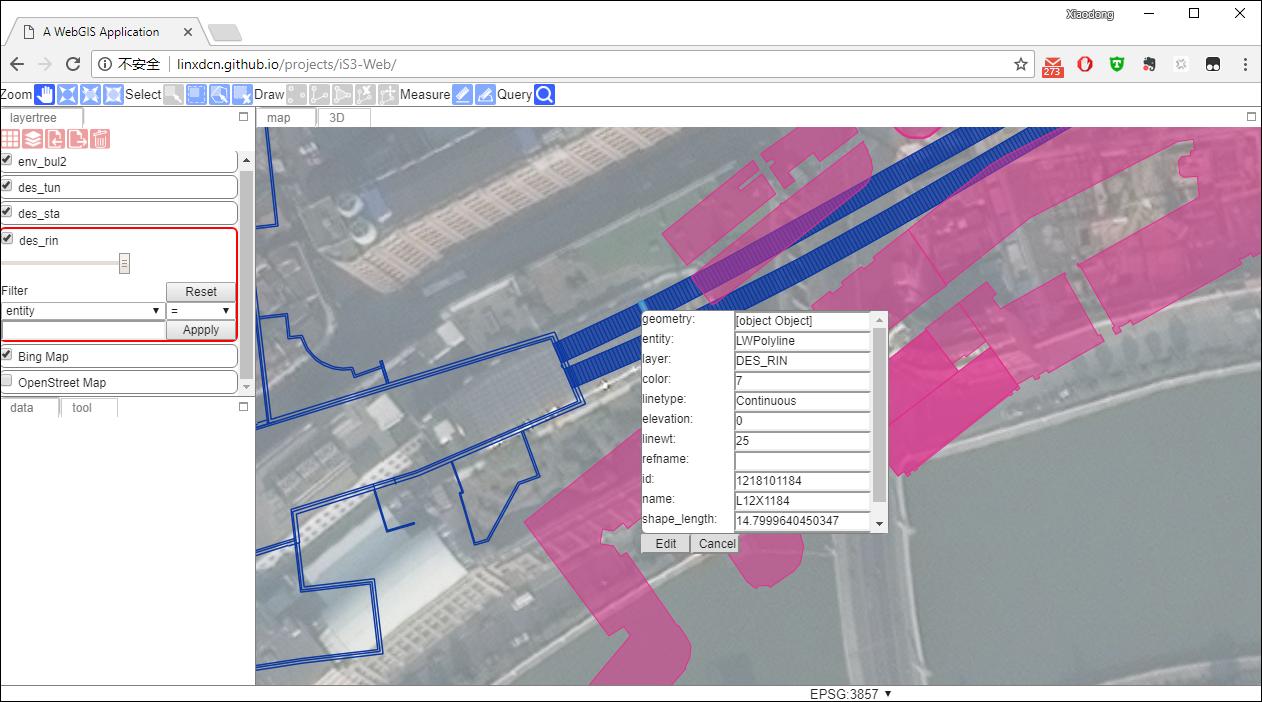 Xiaodong
A WebGIS Application
不安全 linxdcn.github.io/projects/iS3-Web/
273
Zoom Select Draw Measure Query
layertree
map 3D
env_bul2
des_tun
des_sta
des_rin
Filter Reset
entity =
Appply
Bing Map
OpenStreet Map
data tool
geometry: [object Object]
entity: LWPolyline
layer: DES_RIN
color: 7
linetype: Continuous
elevation: 0
linewt: 25
refname:
id: 1218101184
name: L12X1184
shape_length: 14.7999640450347
Edit Cancel
EPSG:3857